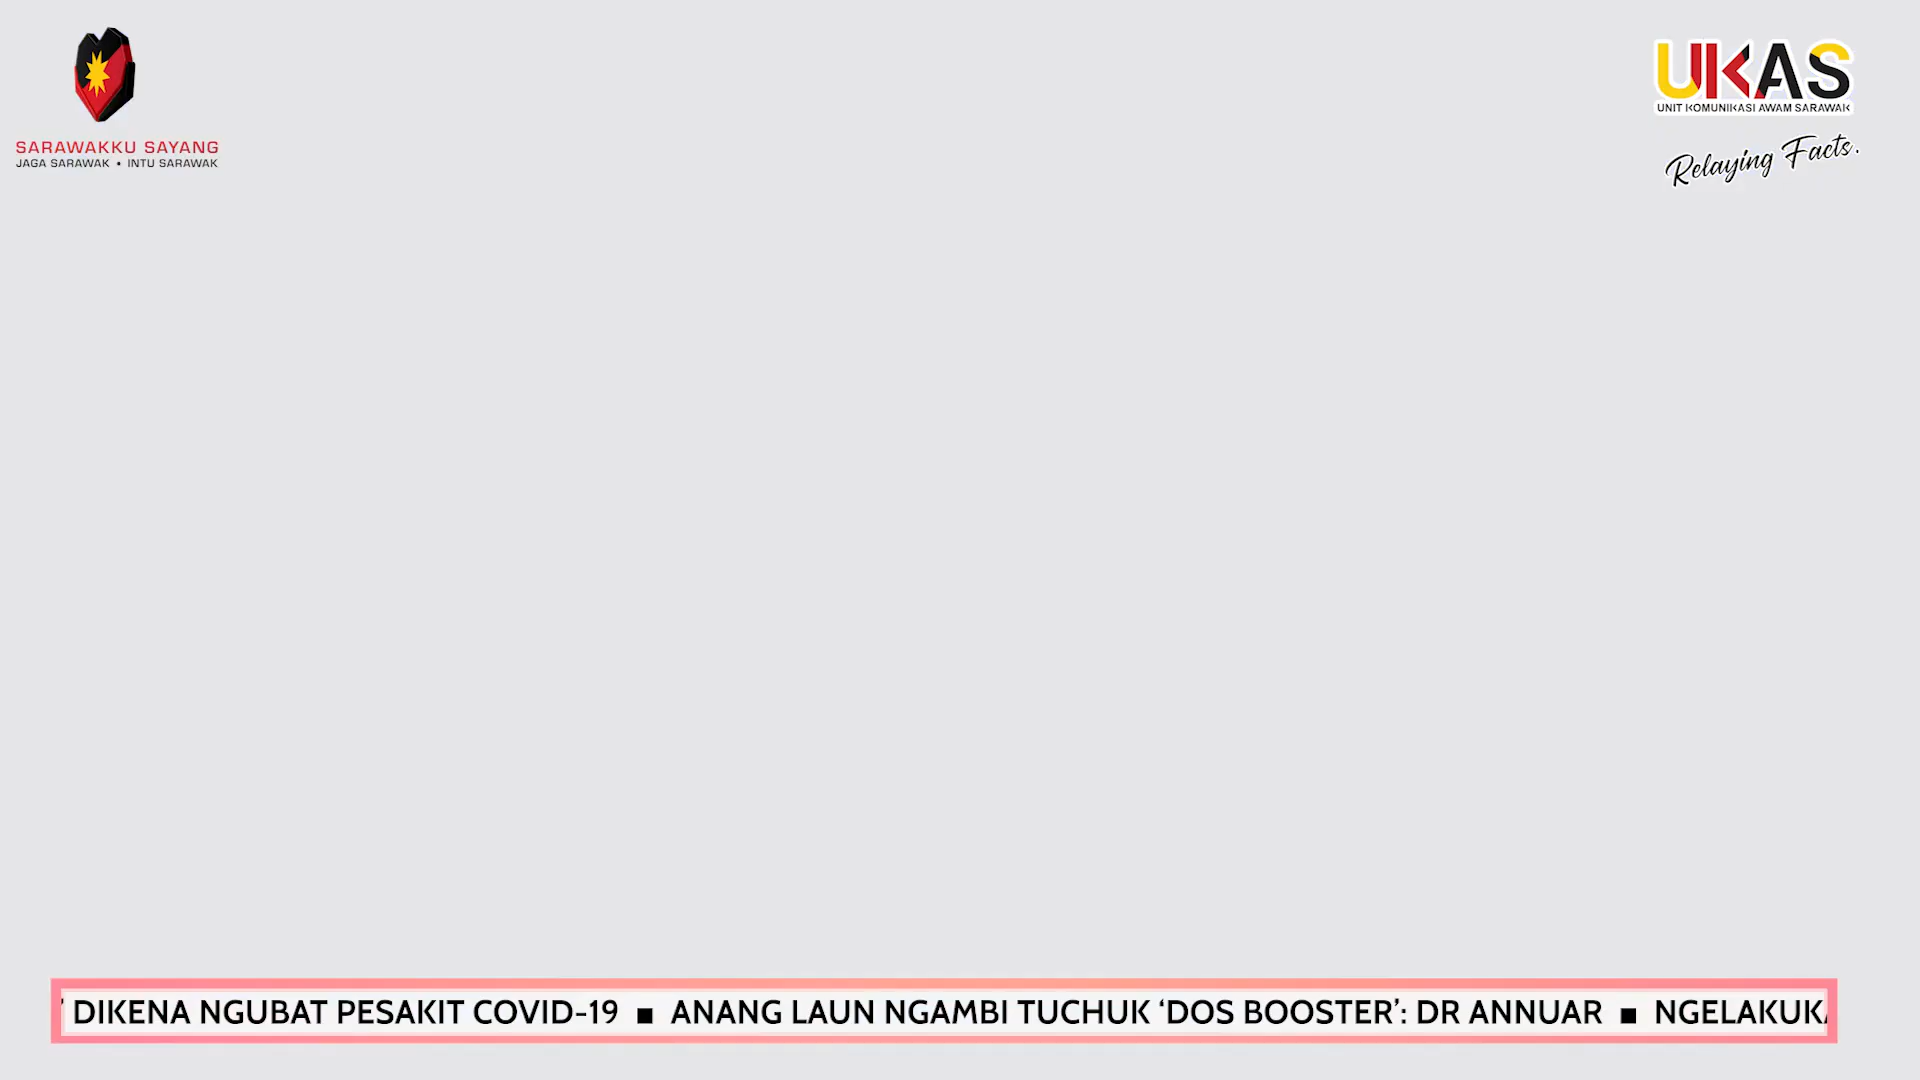 SARAWAKKU SAYANG
JAGA SARAWAK • INTU SARAWAK
UKAS
UNIT KOMUNIKASI AWAM SARAWAK
Relaying Facts.
DIKENA NGUBAT PESAKIT COVID-19 ■ ANANG LAUN NGAMBI TUCHUK ‘DOS BOOSTER’: DR ANNUAR ■